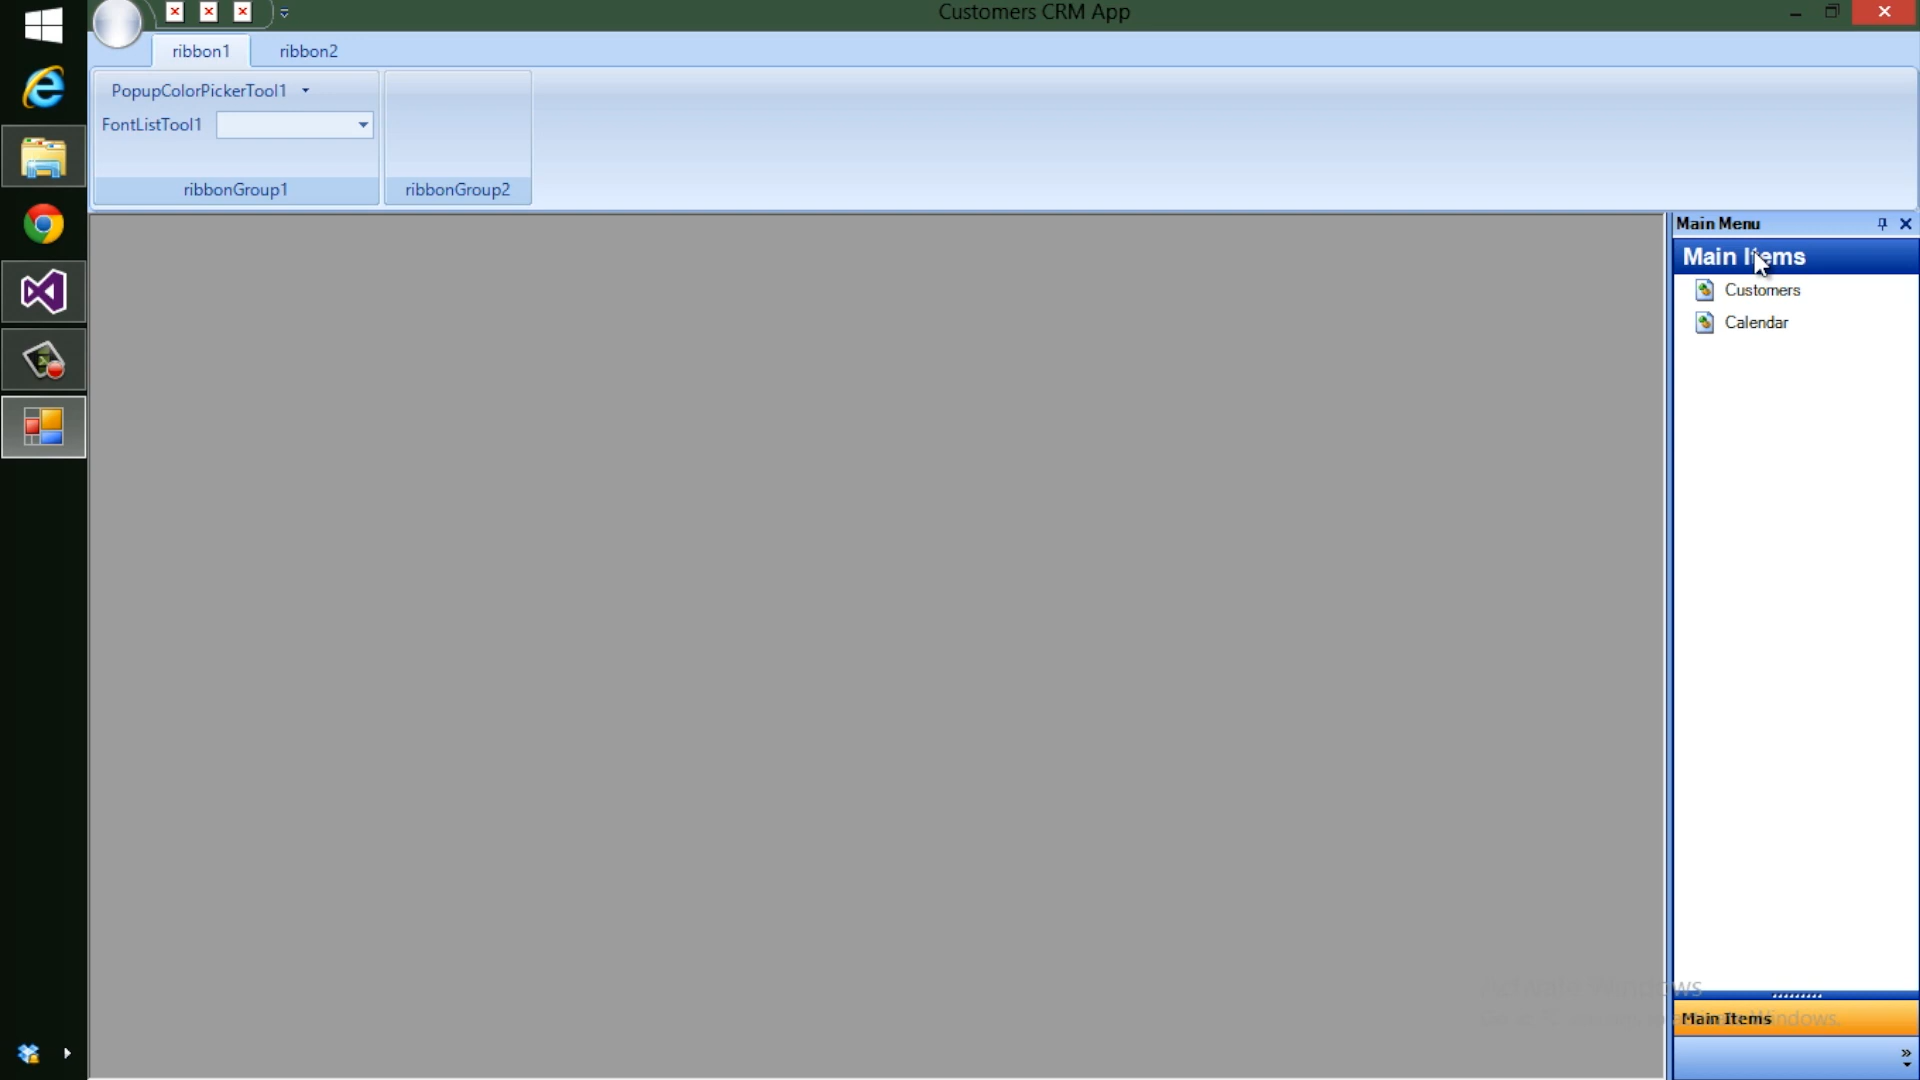 Customers CRM App
ribbon1 ribbon2
PopupColorPickerTool1
FontListTool1
ribbonGroup1 ribbonGroup2
Main Menu
Main Items
Customers
Calendar
Main Items